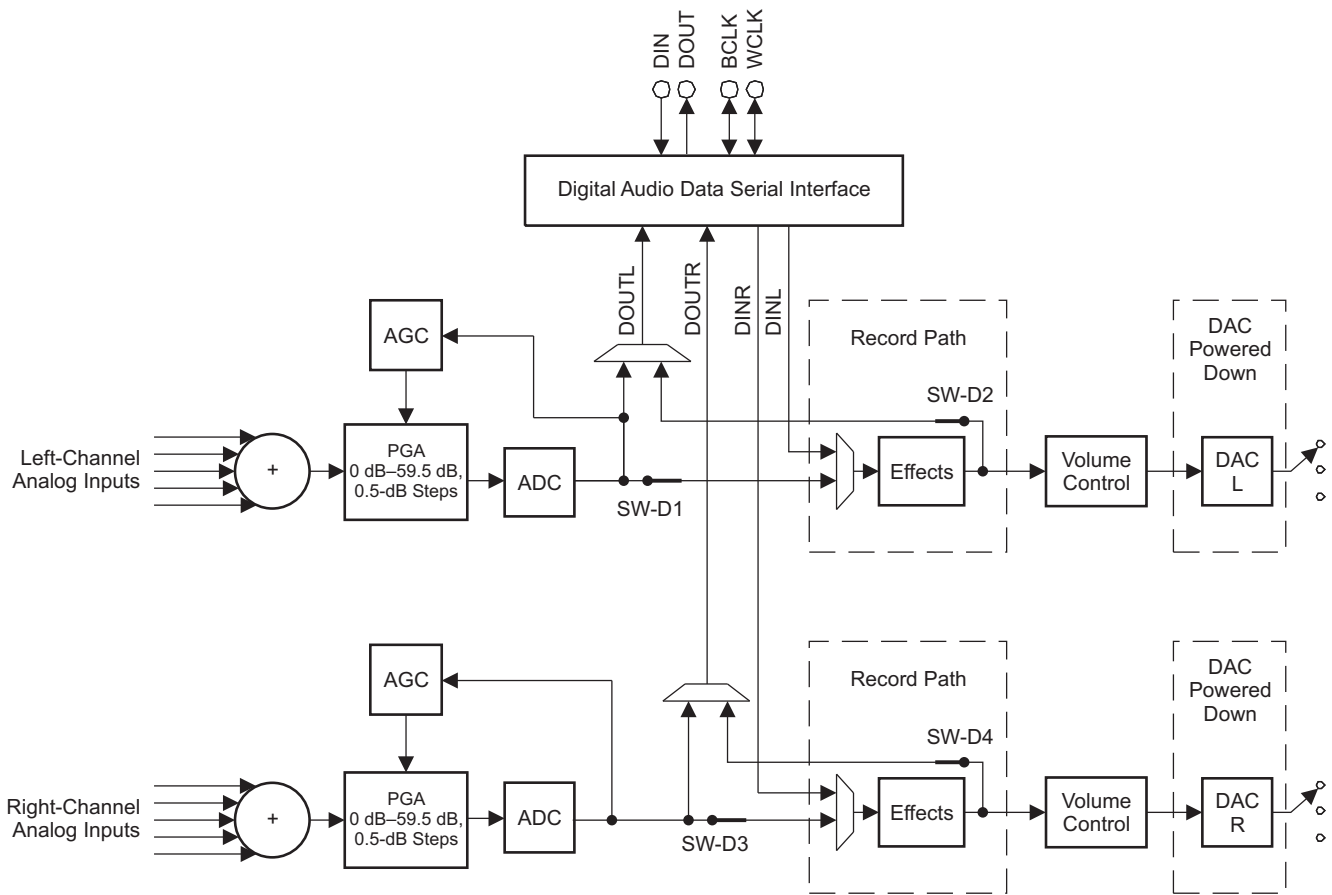 DIN
DOUT
BCLK
WCLK
Digital Audio Data Serial Interface
DOUTL
DOUTR
DINR
DINL
AGC
Record Path
DAC
Powered
Down
SW-D2
Left-Channel
Analog Inputs
+
PGA
0 dB–59.5 dB,
0.5-dB Steps
ADC
SW-D1
Effects
Volume
Control
DAC
L
AGC
Record Path
DAC
Powered
Down
SW-D4
Right-Channel
Analog Inputs
+
PGA
0 dB–59.5 dB,
0.5-dB Steps
ADC
SW-D3
Effects
Volume
Control
DAC
R